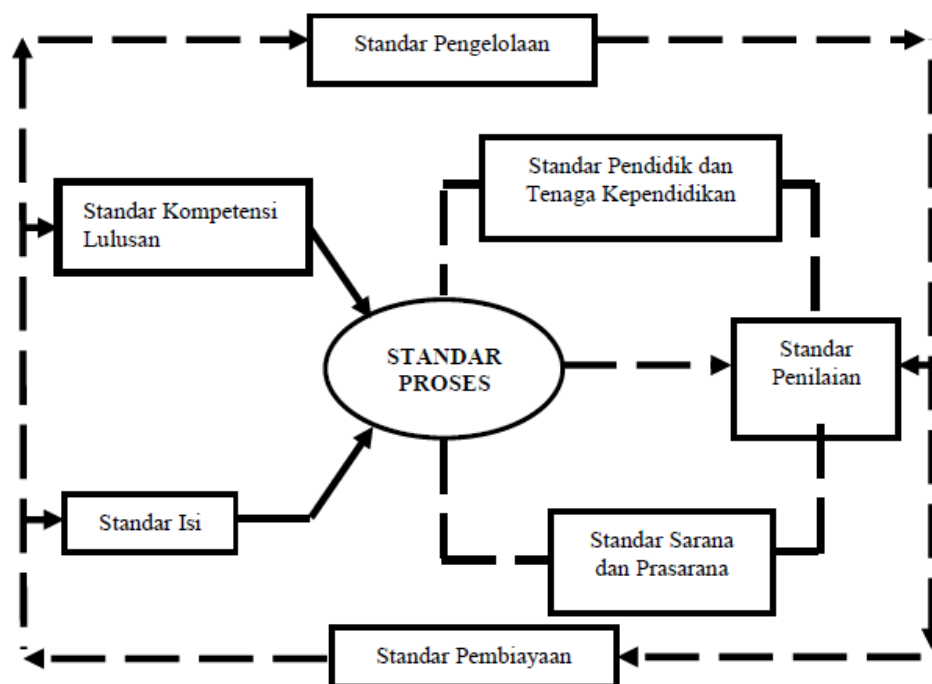 Standar Pengelolaan
Standar Pendidik dan
Tenaga Kependidikan
Standar Kompetensi
Lulusan
STANDAR
PROSES
Standar
Penilaian
Standar Isi
Standar Sarana
dan Prasarana
Standar Pembiayaan